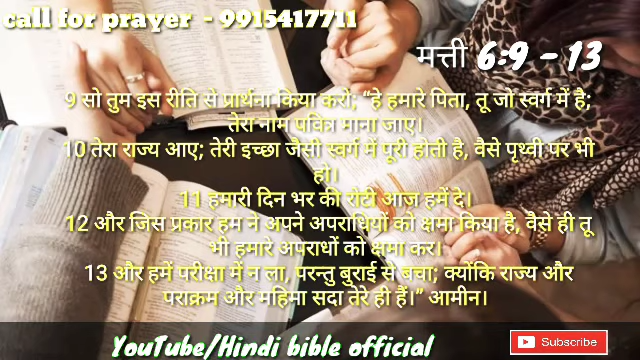 call for prayer - 9915417711
मत्ती 6:9 - 13
9 सो तुम इस रीति से प्रार्थना किया करो; “हे हमारे पिता, तू जो स्वर्ग में है;
तेरा नाम पवित्र माना जाए।
10 तेरा राज्य आए; तेरी इच्छा जैसी स्वर्ग में पूरी होती है, वैसे पृथ्वी पर भी
हो।
11 हमारी दिन भर की रोटी आज हमें दे।
12 और जिस प्रकार हम ने अपने अपराधियों को क्षमा किया है, वैसे ही तू
भी हमारे अपराधों को क्षमा कर।
13 और हमें परीक्षा में न ला, परन्तु बुराई से बचा; क्योंकि राज्य और
पराक्रम और महिमा सदा तेरे ही हैं।” आमीन।
YouTube/Hindi bible official
Subscribe